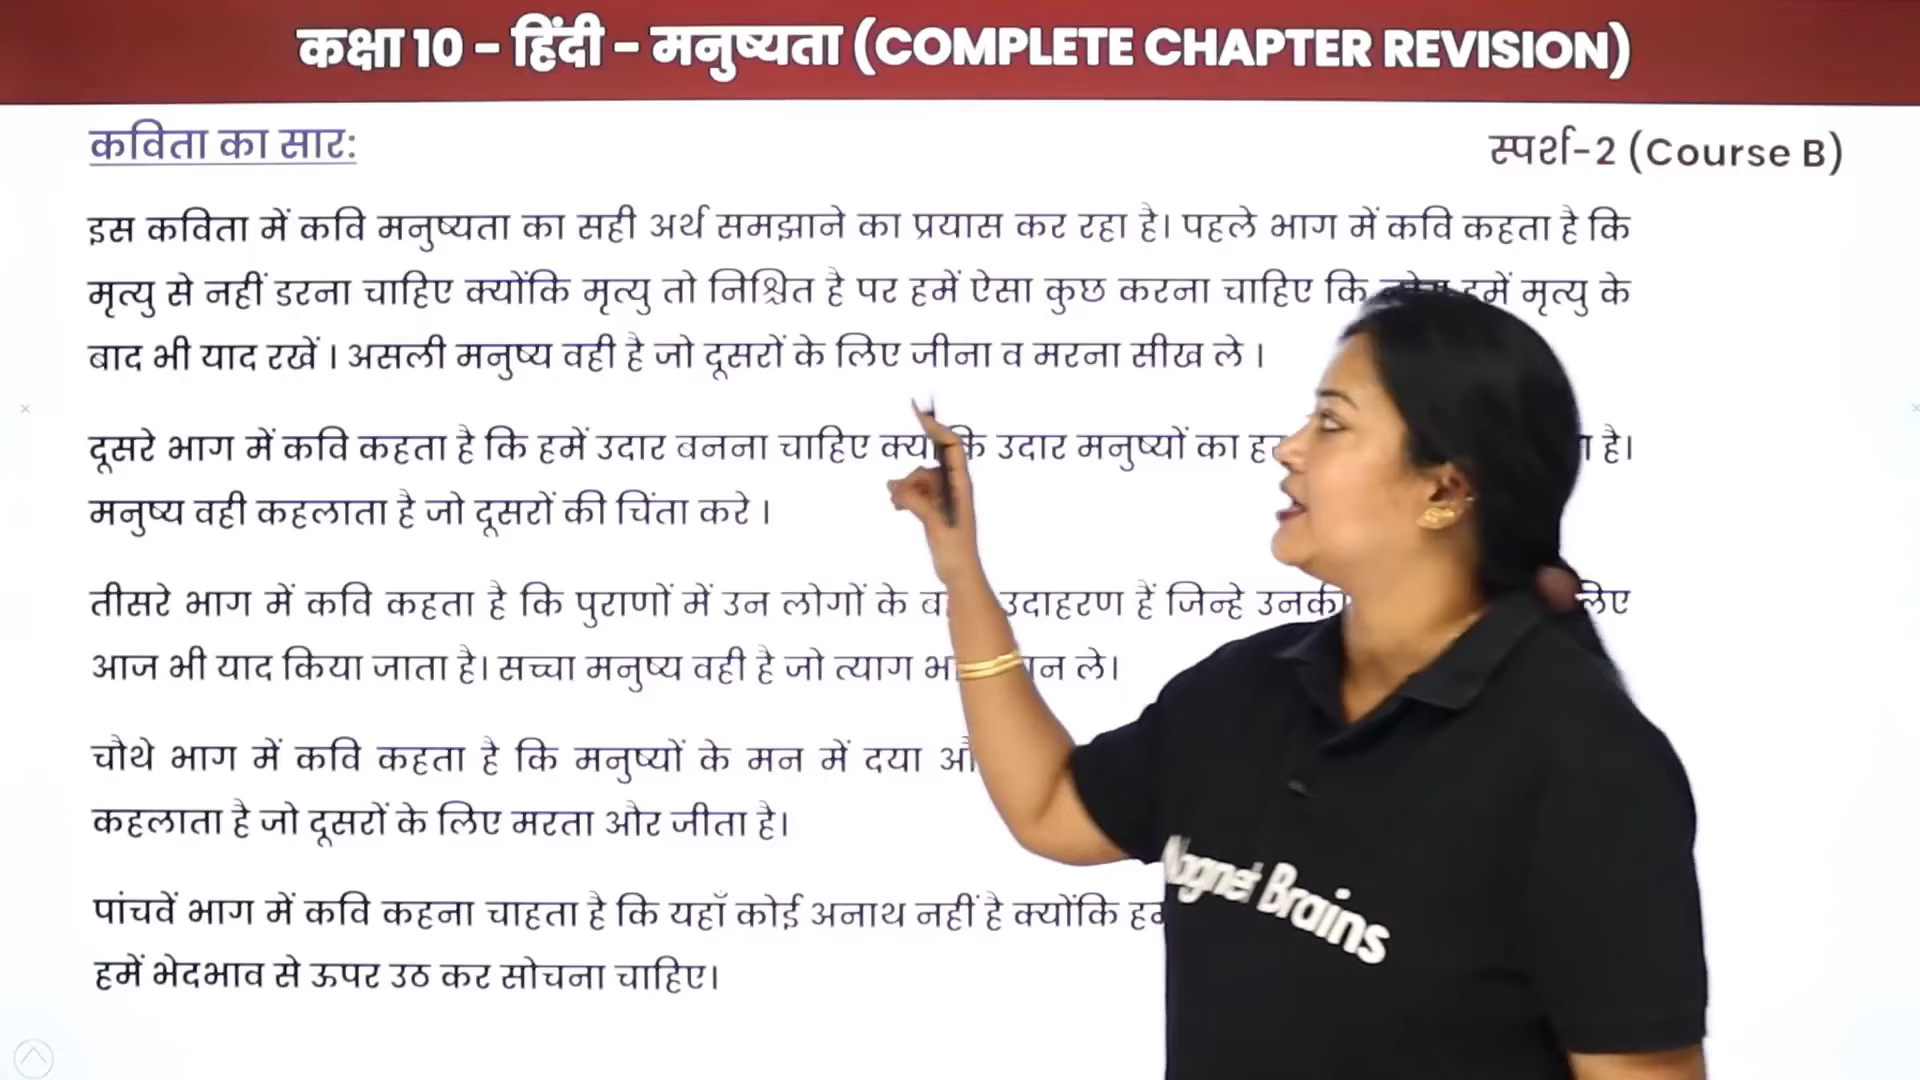 कक्षा 10 - हिंदी - मनुष्यता (COMPLETE CHAPTER REVISION)
कविता का सार:
स्पर्श-2 (Course B)
इस कविता में कवि मनुष्यता का सही अर्थ समझाने का प्रयास कर रहा है। पहले भाग में कवि कहता है कि
मृत्यु से नहीं डरना चाहिए क्योंकि मृत्यु तो निश्चित है पर हमें ऐसा कुछ करना चाहिए कि हमें मृत्यु के
बाद भी याद रखें । असली मनुष्य वही है जो दूसरों के लिए जीना व मरना सीख ले ।
दूसरे भाग में कवि कहता है कि हमें उदार बनना चाहिए उदार मनुष्यों का है।
मनुष्य वही कहलाता है जो दूसरों की चिंता करे ।
तीसरे भाग में कवि कहता है कि पुराणों में उन लोगों के उदाहरण हैं जिन्हे उनकी लिए
आज भी याद किया जाता है। सच्चा मनुष्य वही है जो त्याग ले।
चौथे भाग में कवि कहता है कि मनुष्यों के मन में दया
कहलाता है जो दूसरों के लिए मरता और जीता है।
पांचवें भाग में कवि कहना चाहता है कि यहाँ कोई अनाथ नहीं है क्योंकि
हमें भेदभाव से ऊपर उठ कर सोचना चाहिए।
Magnet Brains